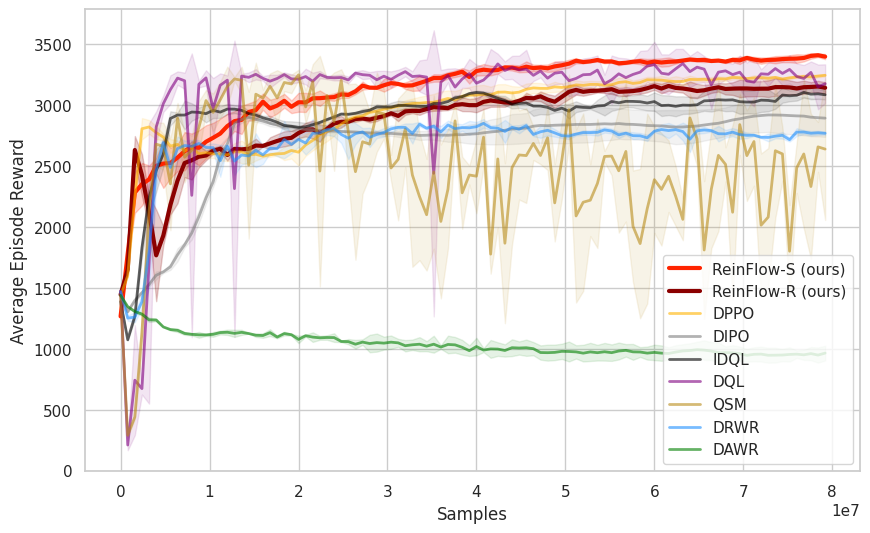 Average Episode Reward
3500
3000
2500
2000
1500
1000
500
0
ReinFlow-S (ours)
ReinFlow-R (ours)
DPPO
DIPO
IDQL
DQL
QSM
DRWR
DAWR
0 1 2 3 4 5 6 7 8
1e7
Samples